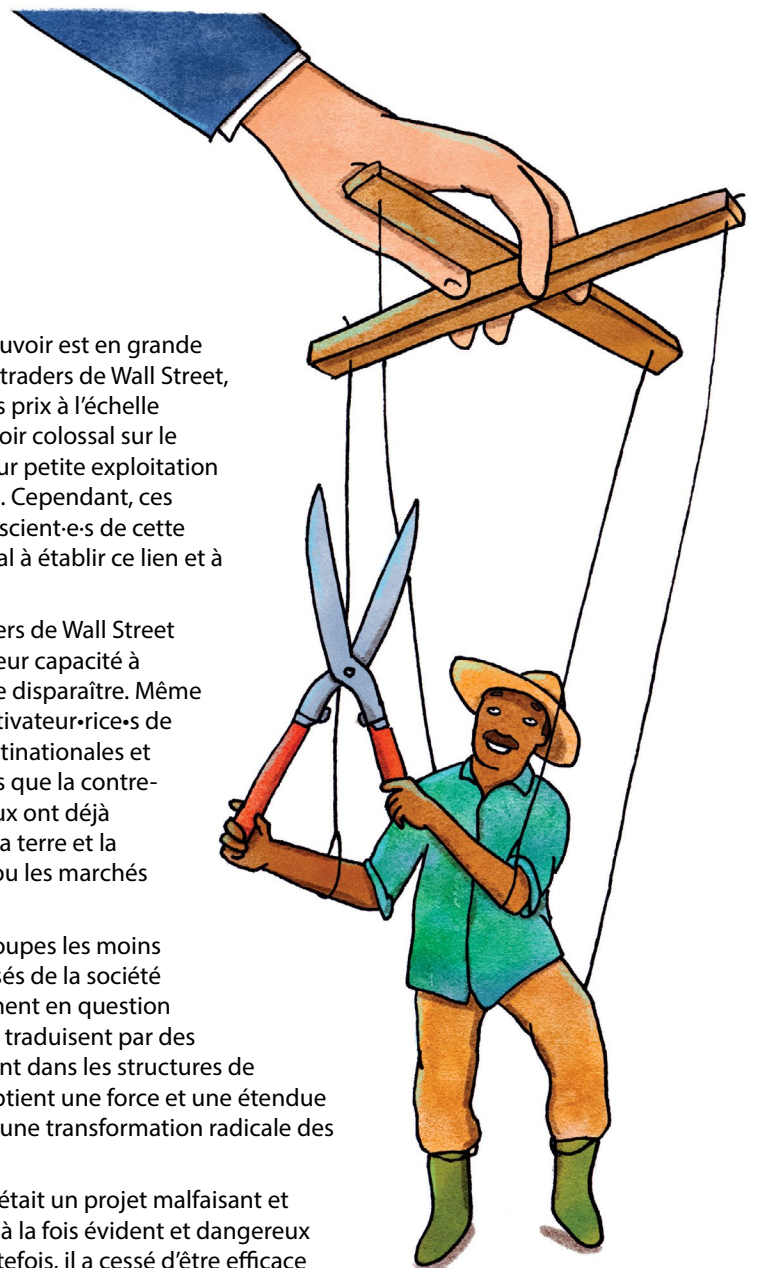 uvoir est en grande
traders de Wall Street,
s prix à l’échelle
oir colossal sur le
ur petite exploitation
. Cependant, ces
scient·e·s de cette
al à établir ce lien et à
ers de Wall Street
eur capacité à
e disparaître. Même
tivateur•rice•s de
tinationales et
s que la contre-
ux ont déjà
a terre et la
ou les marchés
oupes les moins
sés de la société
ment en question
traduisent par des
nt dans les structures de
btient une force et une étendue
une transformation radicale des
était un projet malfaisant et
à la fois évident et dangereux
tefois, il a cessé d’être efficace